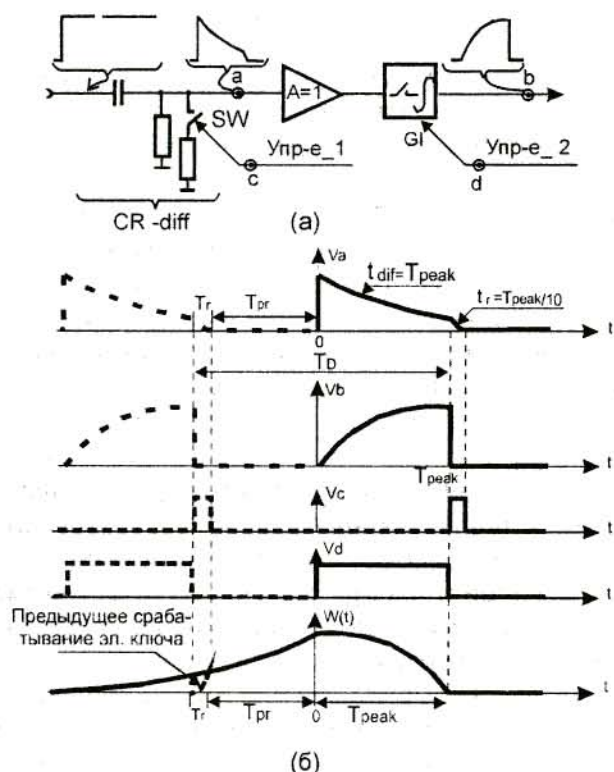 a
b
A=1
SW
GI
Упр-е_1
Упр-е_2
c
d
CR -diff
(а)
Va
t dif=Tpeak
tr=Tpeak/10
Tr
Tpr
t
0
TD
Vb
t
Tpeak
Vc
t
Vd
t
Предыдущее сраба-
тывание эл. ключа
W(t)
t
Tr
Tpr
0
Tpeak
(б)